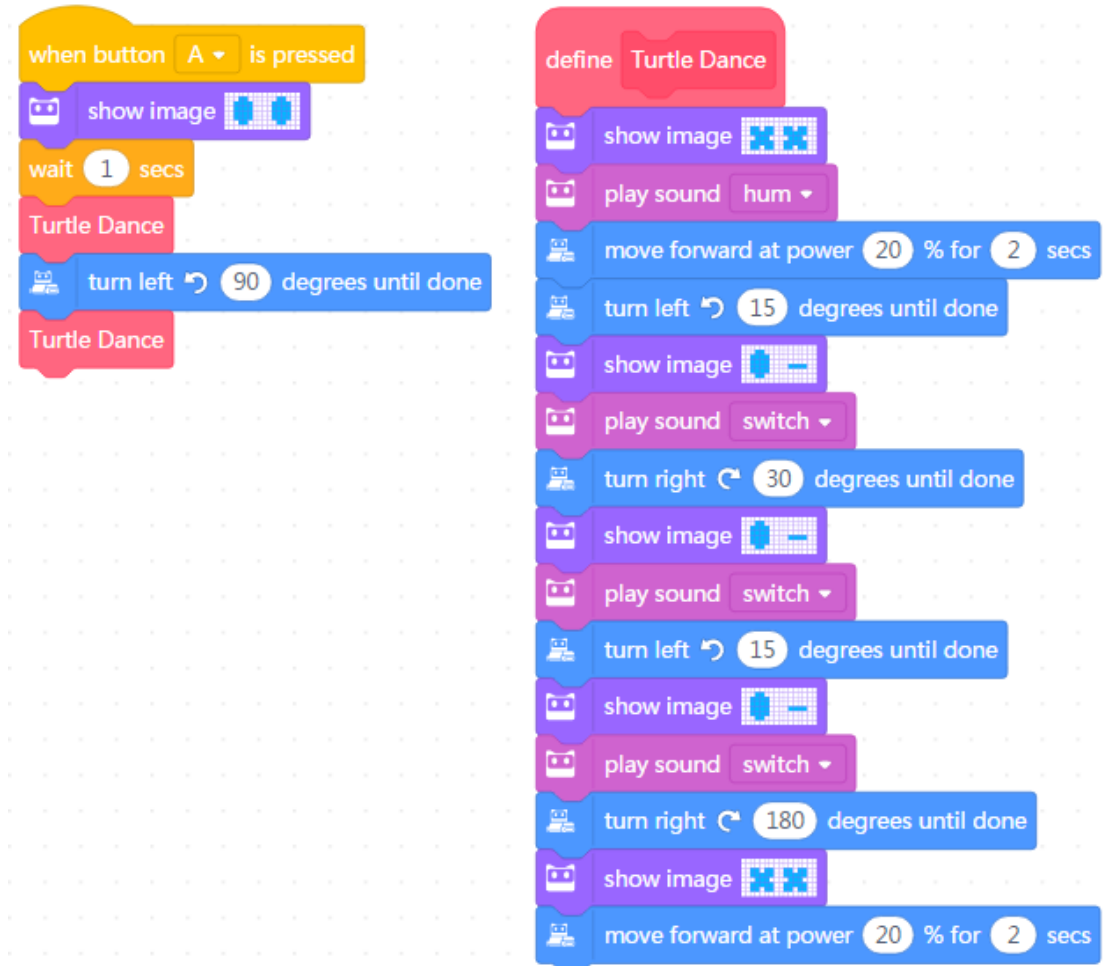 when button A is pressed
show image
wait 1 secs
Turtle Dance
turn left 90 degrees until done
Turtle Dance
define Turtle Dance
show image
play sound hum
move forward at power 20 % for 2 secs
turn left 15 degrees until done
show image
play sound switch
turn right 30 degrees until done
show image
play sound switch
turn left 15 degrees until done
show image
play sound switch
turn right 180 degrees until done
show image
move forward at power 20 % for 2 secs